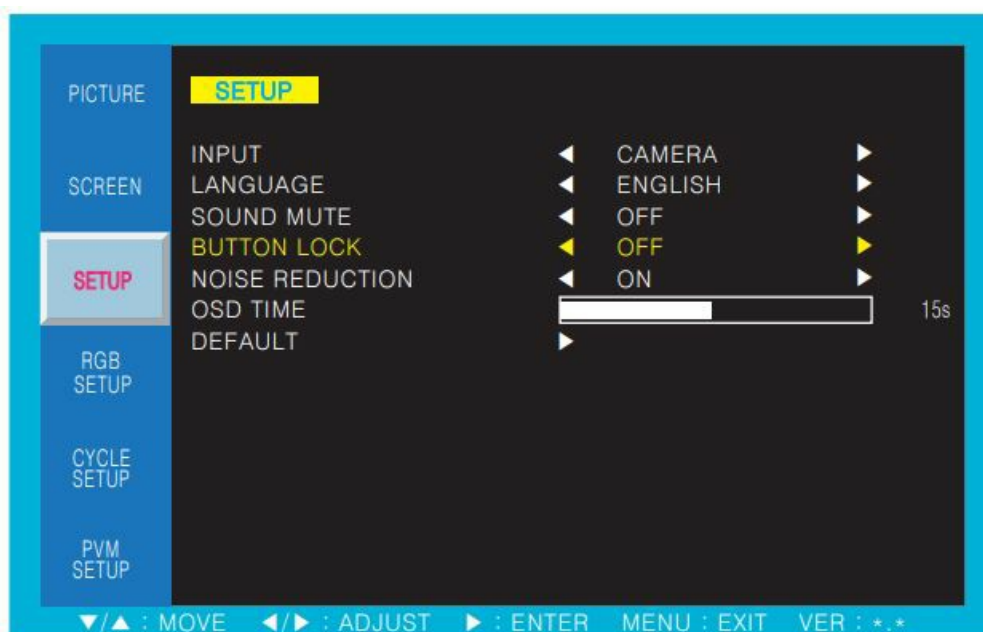 PICTURE
SCREEN
SETUP
RGB
SETUP
CYCLE
SETUP
PVM
SETUP
SETUP
INPUT ◀ CAMERA ▶
LANGUAGE ◀ ENGLISH ▶
SOUND MUTE ◀ OFF ▶
BUTTON LOCK ◀ OFF ▶
NOISE REDUCTION ◀ ON ▶
OSD TIME 15s
DEFAULT ▶
▼/▲ : MOVE ◀/▶ : ADJUST ▶ : ENTER MENU : EXIT VER : *.*